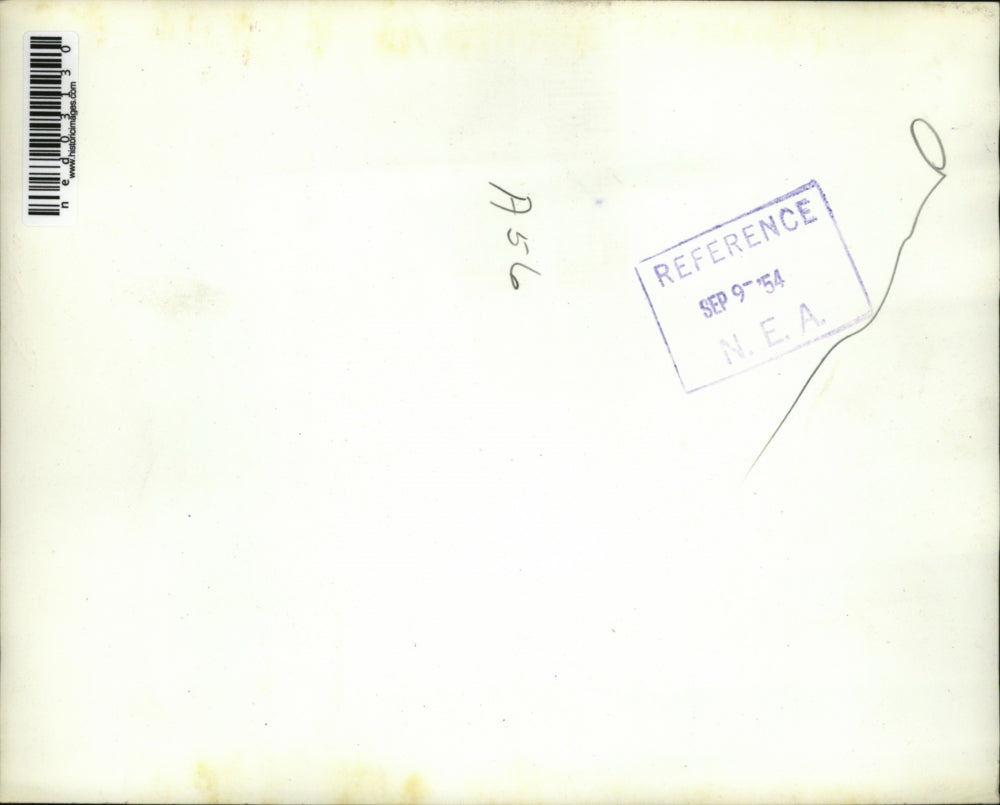 ned03130
www.historicimages.com
A56
REFERENCE
SEP 9-'54
N. E. A.